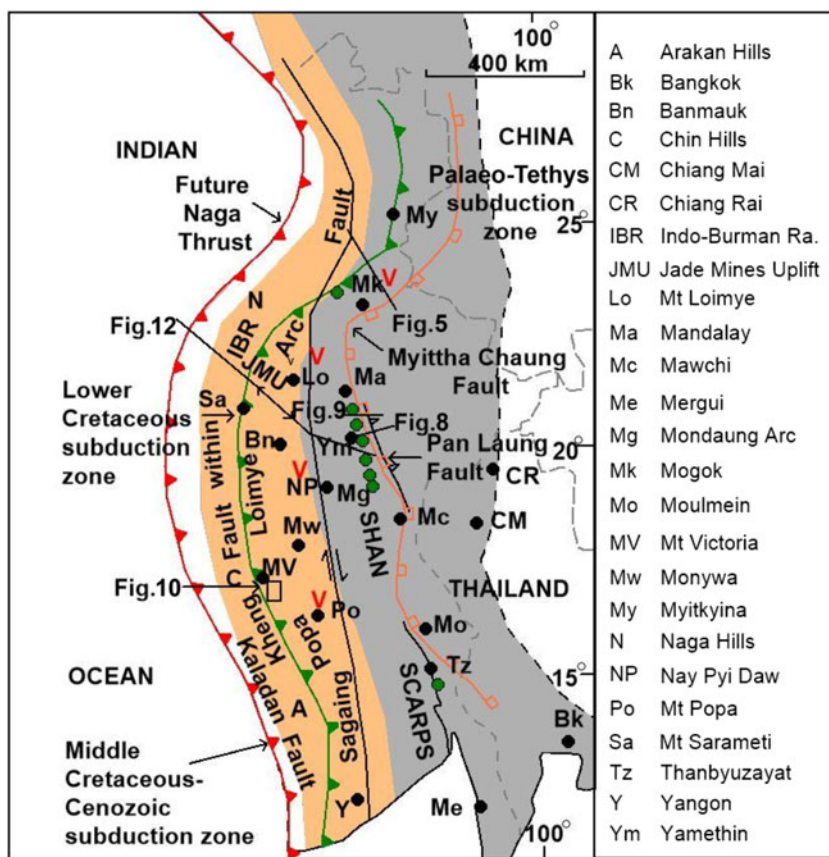 100°
400 km
INDIAN
CHINA
Future
Naga
Thrust
Palaeo-Tethys
subduction
zone
Fault
My
25°
V
Mk
N
Fig.12
IBR
Arc
Fig.5
JMU
V
Myittha Chaung
Fault
Lo
Ma
Lower
Cretaceous
subduction
zone
Sa
Fig.9
Fig.8
Bn
Ym
Pan Laung
Fault
20°
V
CR
NP
Mg
SHAN
Mc
CM
Fault within
Loimye
Mw
MV
C
Fig.10
THAILAND
V
Po
Popa
Kheng
Kaladan Fault
Mo
OCEAN
Tz
15°
A
Sagaing
SCARPS
Bk
Middle
Cretaceous-
Cenozoic
subduction zone
Y
Me
100°
A Arakan Hills
Bk Bangkok
Bn Banmauk
C Chin Hills
CM Chiang Mai
CR Chiang Rai
IBR Indo-Burman Ra.
JMU Jade Mines Uplift
Lo Mt Loimye
Ma Mandalay
Mc Mawchi
Me Mergui
Mg Mondaung Arc
Mk Mogok
Mo Moulmein
MV Mt Victoria
Mw Monywa
My Myitkyina
N Naga Hills
NP Nay Pyi Daw
Po Mt Popa
Sa Mt Sarameti
Tz Thanbyuzayat
Y Yangon
Ym Yamethin